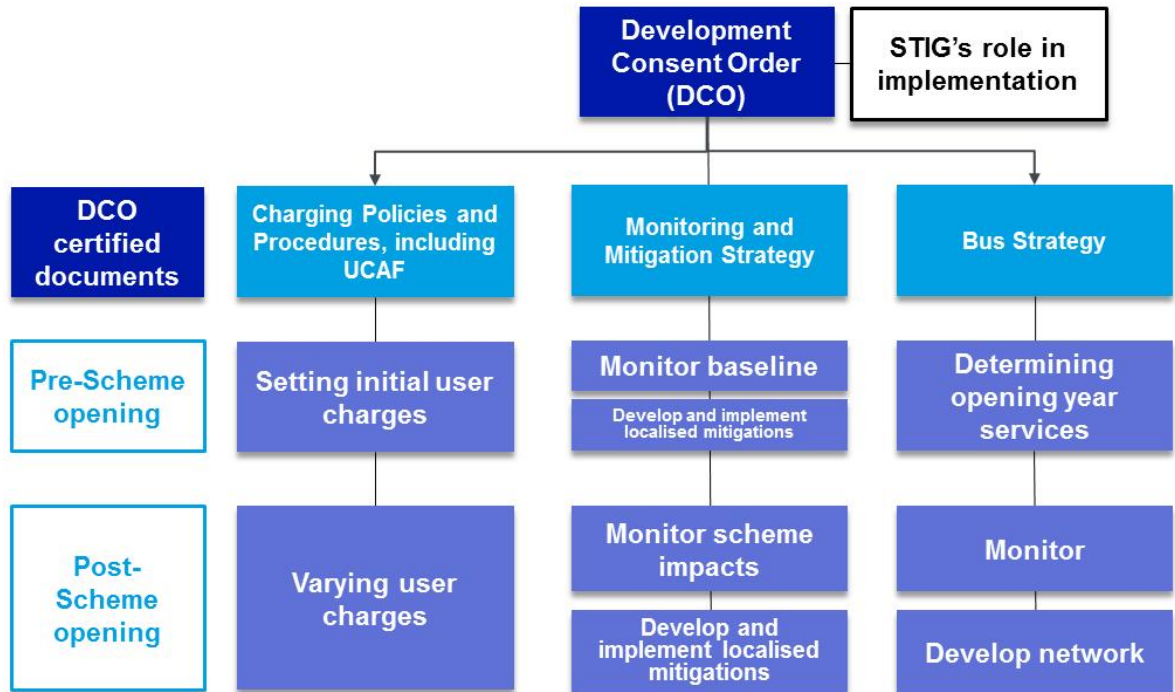 Development
Consent Order
(DCO)
STIG's role in
implementation
DCO
certified
documents
Charging Policies and
Procedures, including
UCAF
Monitoring and
Mitigation Strategy
Bus Strategy
Pre-Scheme
opening
Setting initial user
charges
Monitor baseline
Develop and implement
localised mitigations
Determining
opening year
services
Post-
Scheme
opening
Varying user
charges
Monitor scheme
impacts
Develop and
implement localised
mitigations
Monitor
Develop network